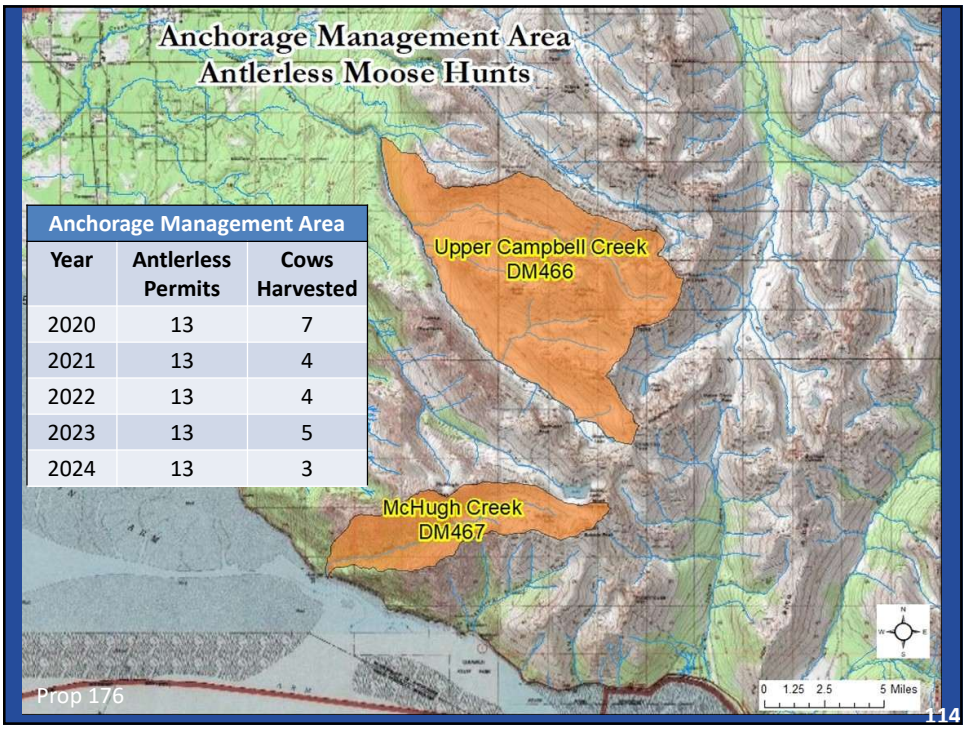 Anchorage Management Area
Antlerless Moose Hunts
Anchorage Management Area
Year Antlerless Permits Cows Harvested
2020 13 7
2021 13 4
2022 13 4
2023 13 5
2024 13 3
Upper Campbell Creek
DM466
McHugh Creek
DM467
N
W E
S
0 1.25 2.5 5 Miles
Prop 176
114